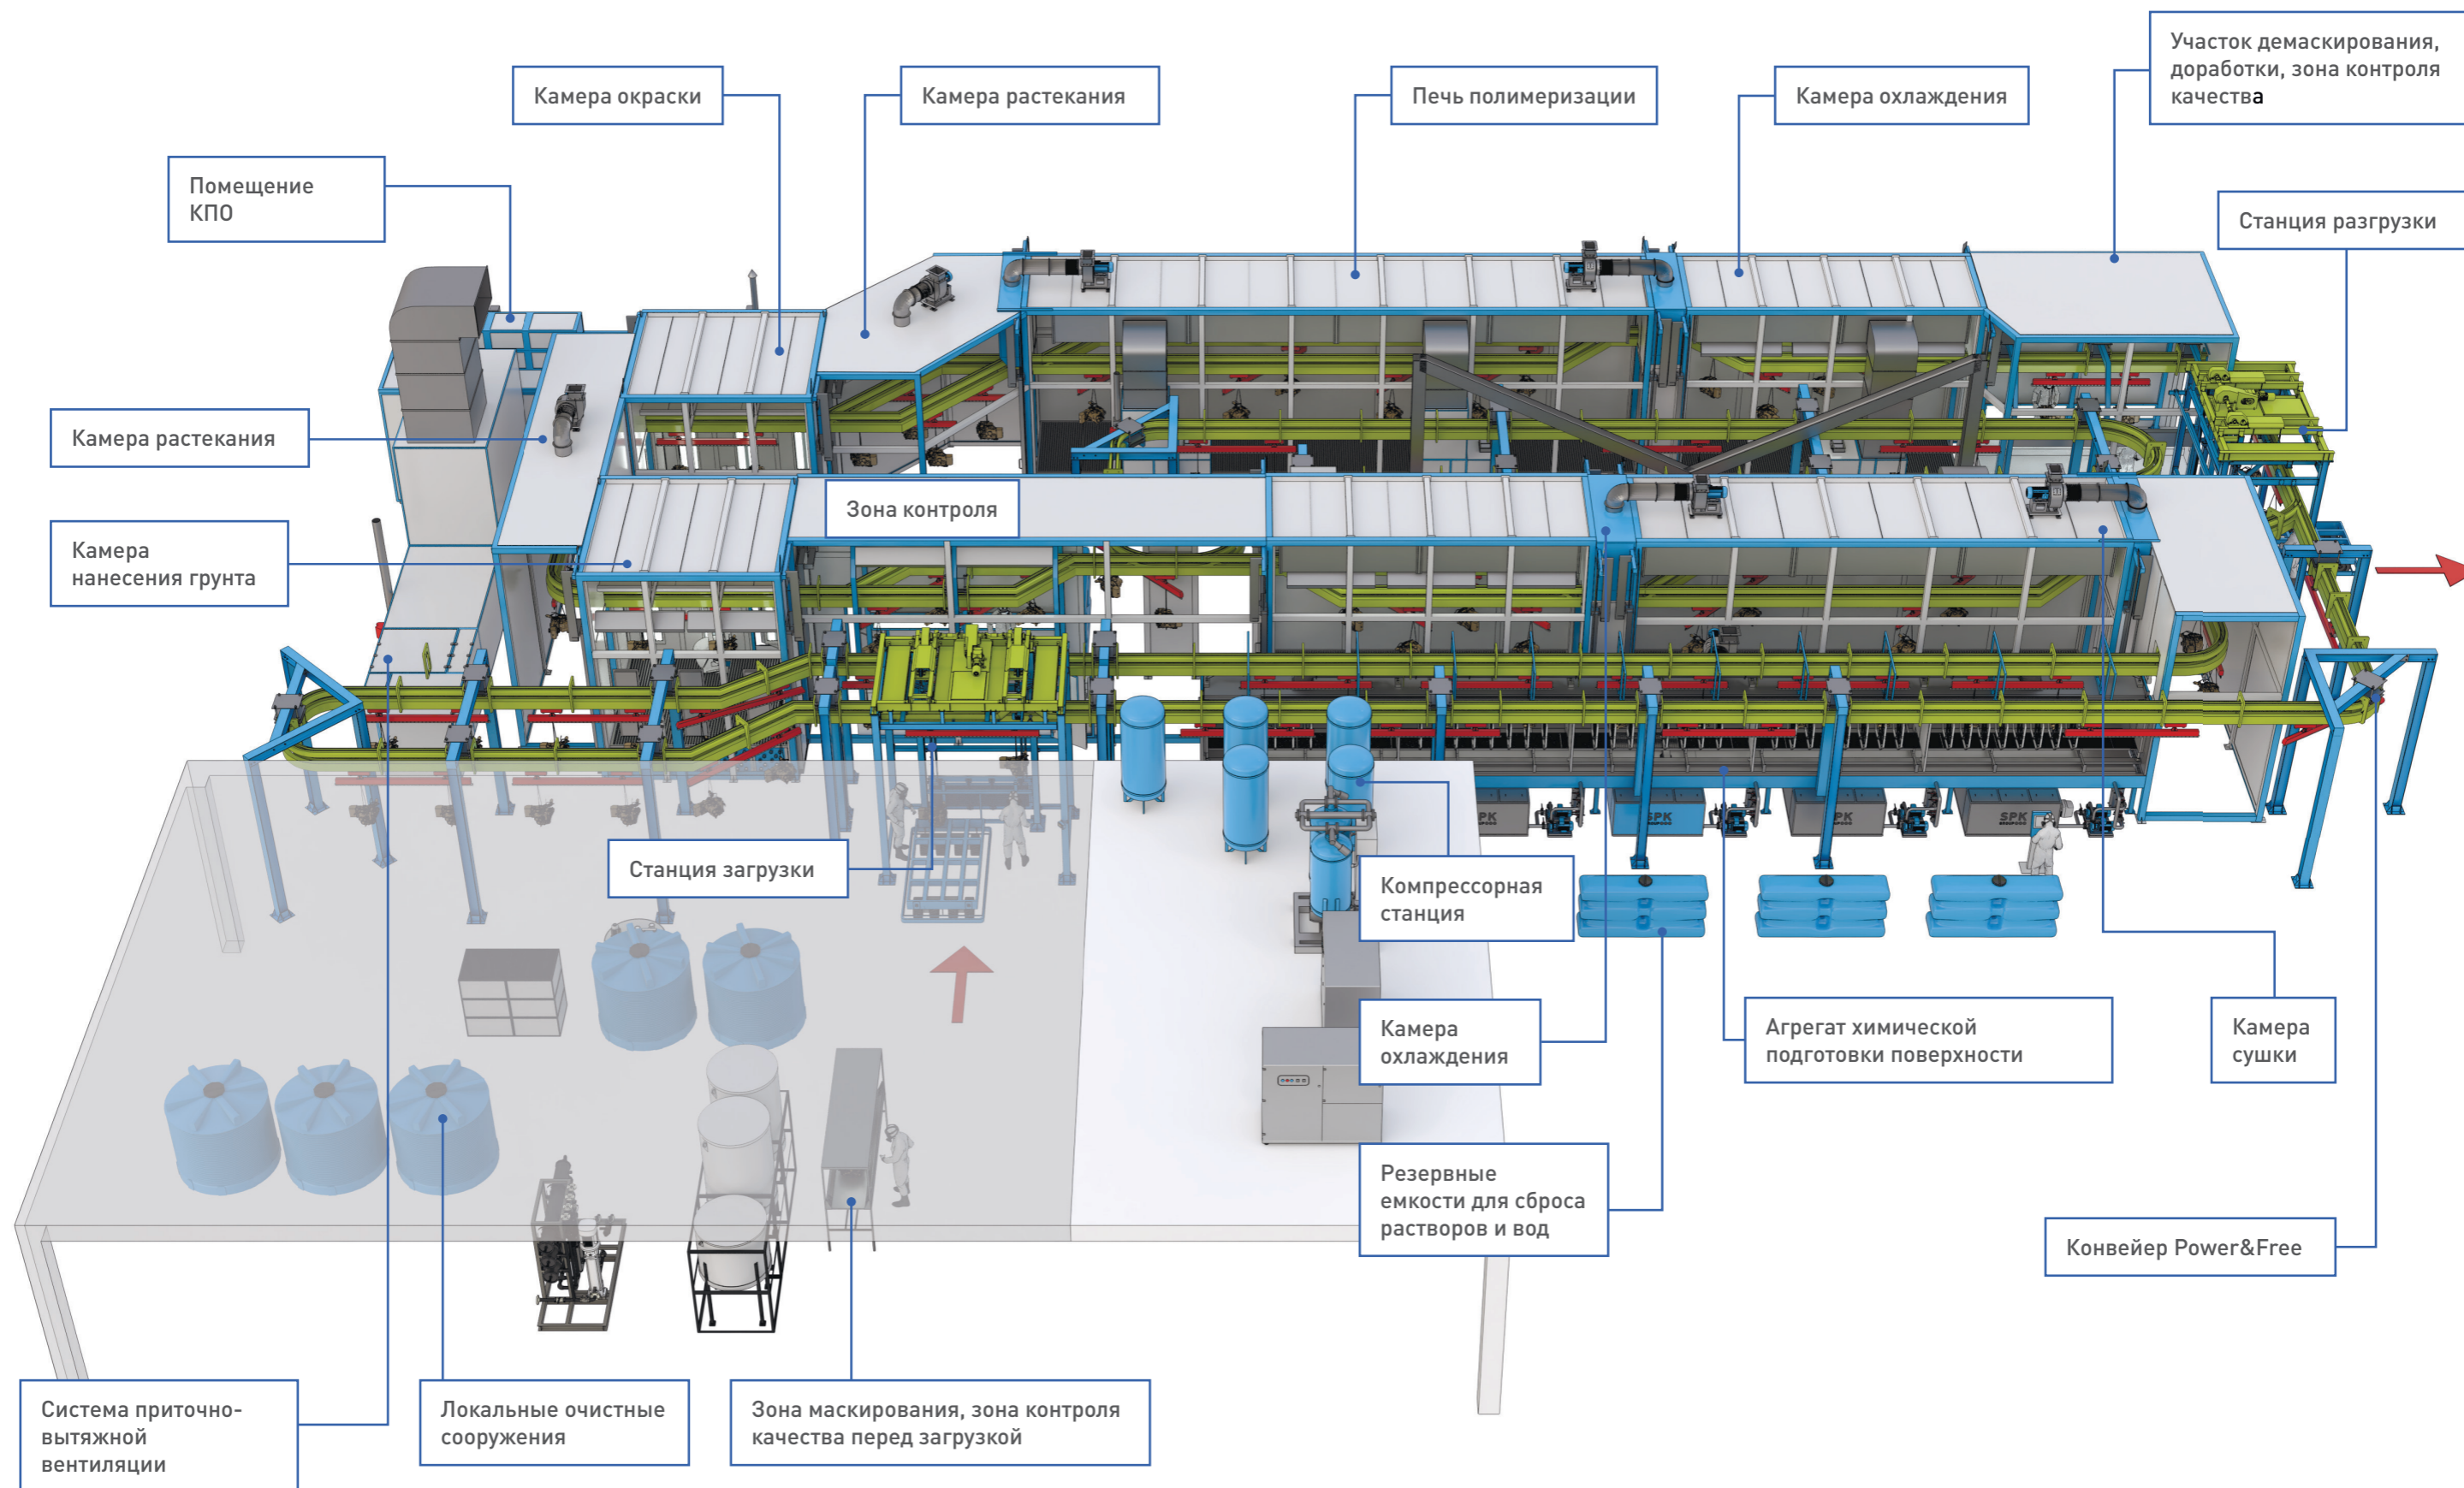 Участок демаскирования,
доработки, зона контроля
качества
Камера окраски
Камера растекания
Печь полимеризации
Камера охлаждения
Помещение
КПО
Станция разгрузки
Камера растекания
Зона контроля
Камера
нанесения грунта
SPK
SPK
Станция загрузки
Компрессорная
станция
Камера
охлаждения
Агрегат химической
подготовки поверхности
Камера
сушки
Резервные
емкости для сброса
растворов и вод
Конвейер Power&Free
Система приточно-
вытяжной
вентиляции
Локальные очистные
сооружения
Зона маскирования, зона контроля
качества перед загрузкой